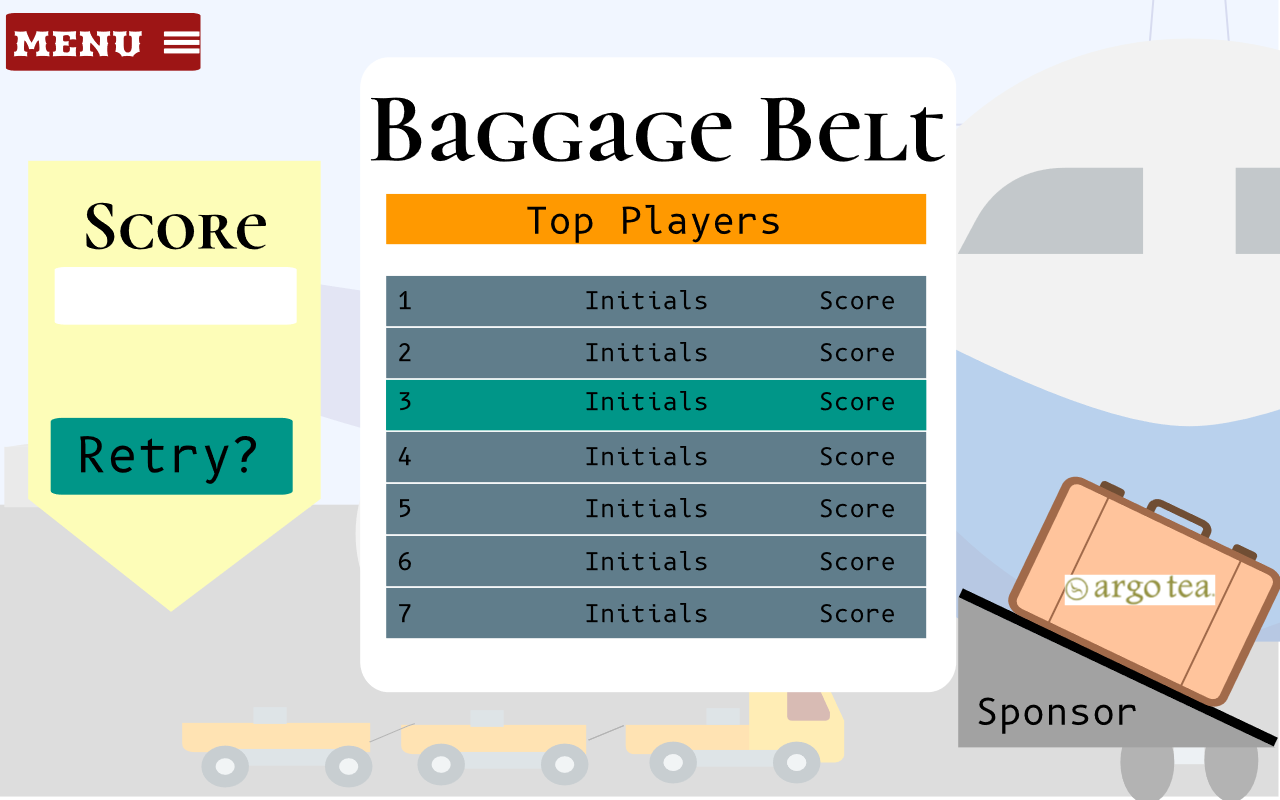 MENU
Baggage Belt
Score
Top Players
1 Initials Score
2 Initials Score
3 Initials Score
4 Initials Score
Retry?
5 Initials Score
6 Initials Score
7 Initials Score
argo tea.
Sponsor